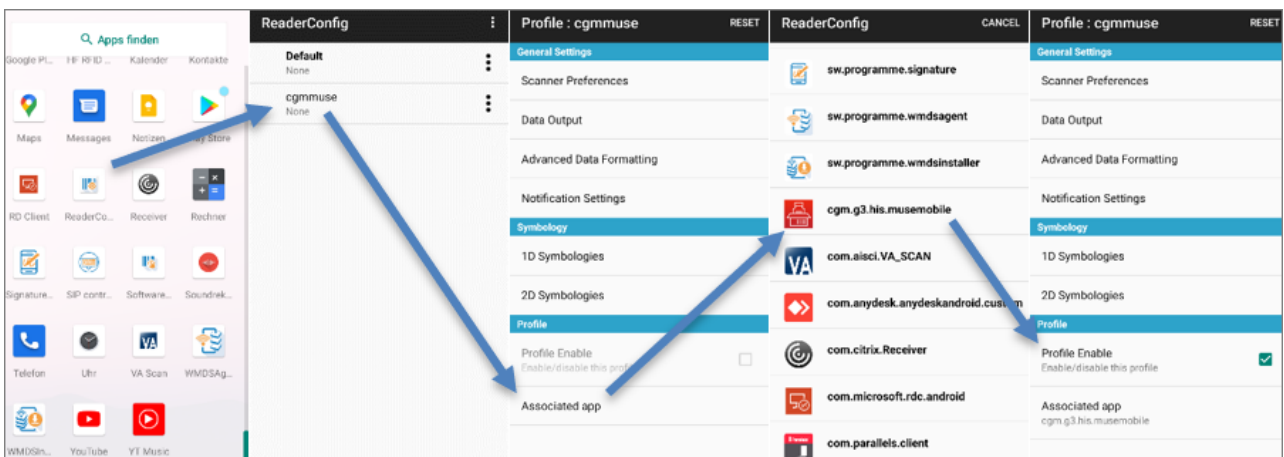 Apps finden
Google Pl...
HF RFID ...
Kalender
Kontakte
Maps
Messages
Notizen
Play Store
RD Client
ReaderCo...
Receiver
Rechner
Signature...
SIP contr...
Software...
Soundrek...
Telefon
Uhr
VA Scan
WMDSAg...
WMDSIn...
YouTube
YT Music
ReaderConfig
Default
None
cgmmuse
None
Profile : cgmmuse
RESET
General Settings
Scanner Preferences
Data Output
Advanced Data Formatting
Notification Settings
Symbology
1D Symbologies
2D Symbologies
Profile
Profile Enable
Enable/disable this profile
Associated app
ReaderConfig
CANCEL
sw.programme.signature
sw.programme.wmdsagent
sw.programme.wmdsinstaller
cgm.g3.his.musemobile
VA
com.aisci.VA_SCAN
com.anydesk.anydeskandroid.custom
com.citrix.Receiver
com.microsoft.rdc.android
com.parallels.client
Profile : cgmmuse
RESET
General Settings
Scanner Preferences
Data Output
Advanced Data Formatting
Notification Settings
Symbology
1D Symbologies
2D Symbologies
Profile
Profile Enable
Enable/disable this profile
Associated app
cgm.g3.his.musemobile